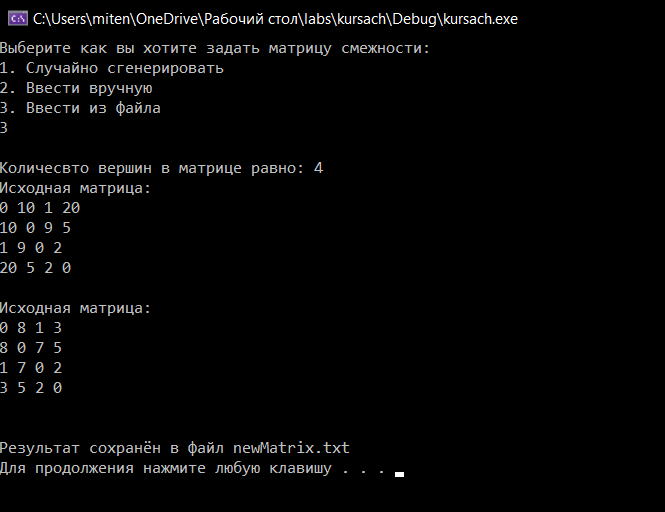 C:\Users\miten\OneDrive\Рабочий стол\labs\kursach\Debug\kursach.exe
Выберите как вы хотите задать матрицу смежности:
1. Случайно сгенерировать
2. Ввести вручную
3. Ввести из файла
3
Количесвто вершин в матрице равно: 4
Исходная матрица:
0 10 1 20
10 0 9 5
1 9 0 2
20 5 2 0
Исходная матрица:
0 8 1 3
8 0 7 5
1 7 0 2
3 5 2 0
Результат сохранён в файл newMatrix.txt
Для продолжения нажмите любую клавишу . . .